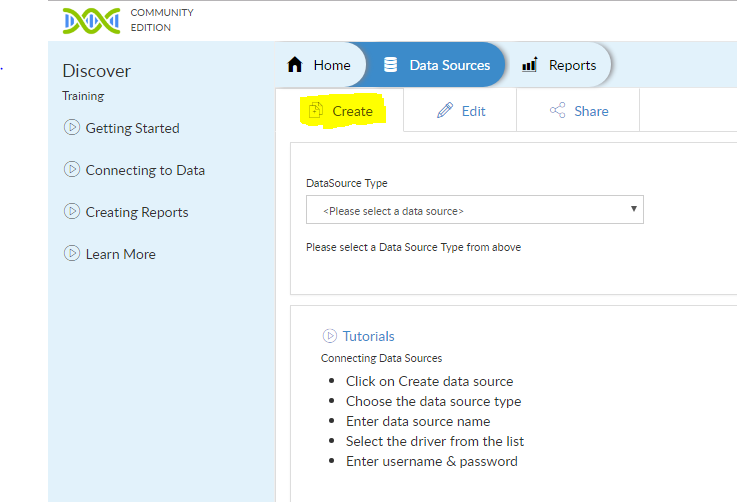 COMMUNITY
EDITION
Discover
Training
Getting Started
Connecting to Data
Creating Reports
Learn More
Home
Data Sources
Reports
Create
Edit
Share
DataSource Type
<Please select a data source>
Please select a Data Source Type from above
Tutorials
Connecting Data Sources
• Click on Create data source
• Choose the data source type
• Enter data source name
• Select the driver from the list
• Enter username & password